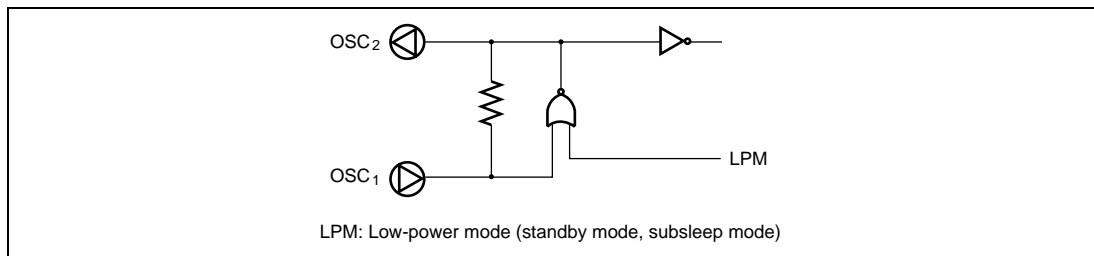 OSC2
LPM
OSC1
LPM: Low-power mode (standby mode, subsleep mode)